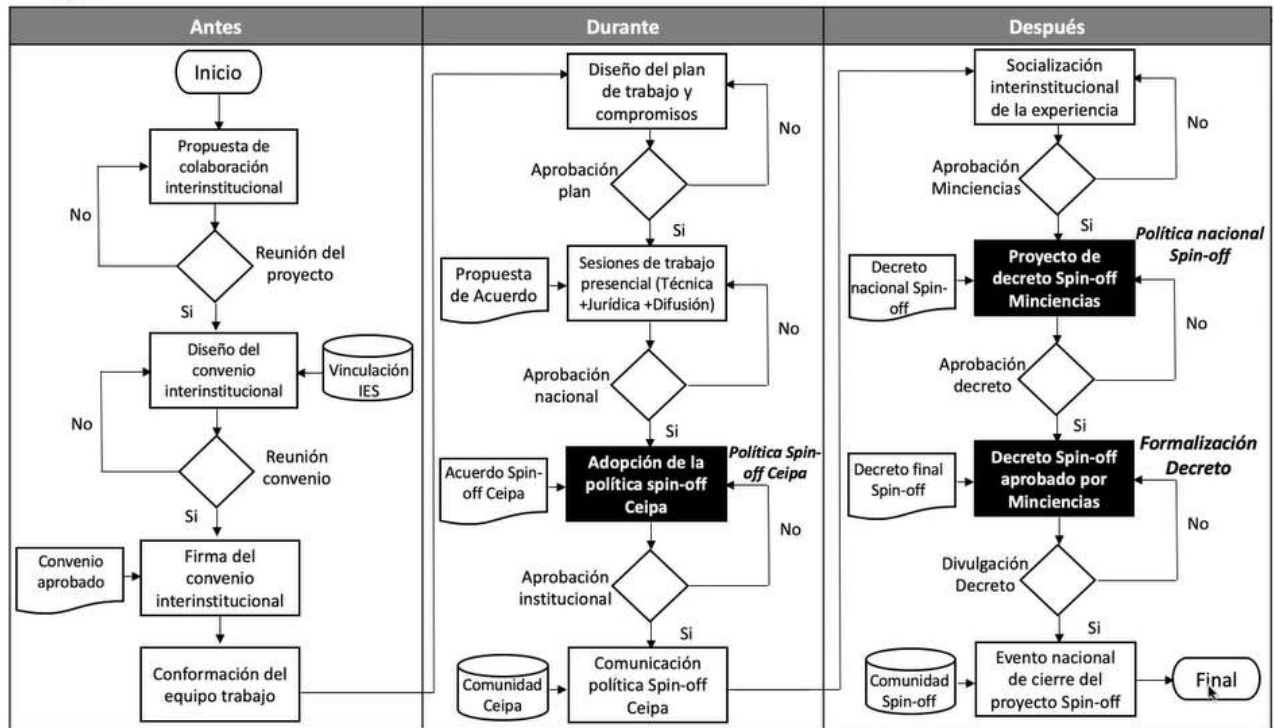 Antes
Inicio
Propuesta de
colaboración
interinstitucional
No
Reunión del
proyecto
Si
Diseño del
convenio
interinstitucional
Vinculación
IES
No
Reunión
convenio
Si
Convenio
aprobado
Firma del
convenio
interinstitucional
Conformación del
equipo trabajo
Durante
Diseño del plan
de trabajo y
compromisos
No
Aprobación
plan
Si
Propuesta
de Acuerdo
Sesiones de trabajo
presencial (Técnica
+Jurídica +Difusión)
No
Aprobación
nacional
Si
Política Spin-
off Ceipa
Acuerdo Spin-
off Ceipa
Adopción de la
política spin-off
Ceipa
No
Aprobación
institucional
Si
Comunidad
Ceipa
Comunicación
política Spin-off
Ceipa
Después
Socialización
interinstitucional
de la experiencia
No
Aprobación
Minciencias
Si
Política nacional
Spin-off
Decreto
nacional Spin-
off
Proyecto de
decreto Spin-off
Minciencias
No
Aprobación
decreto
Si
Formalización
Decreto
Decreto final
Spin-off
Decreto Spin-off
aprobado por
Minciencias
No
Divulgación
Decreto
Si
Comunidad
Spin-off
Evento nacional
de cierre del
proyecto Spin-off
Final